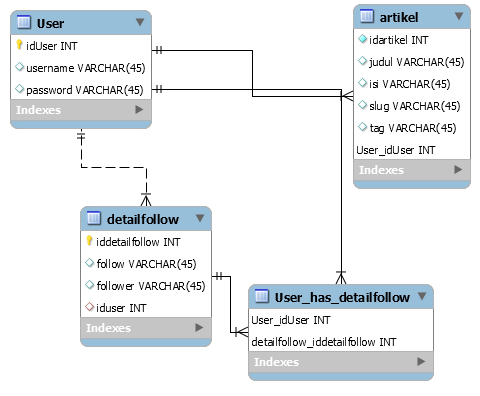 User
idUser INT
username VARCHAR(45)
password VARCHAR(45)
Indexes
artikel
idartikel INT
judul VARCHAR(45)
isi VARCHAR(45)
slug VARCHAR(45)
tag VARCHAR(45)
User_idUser INT
Indexes
detailfollow
iddetailfollow INT
follow VARCHAR(45)
follower VARCHAR(45)
iduser INT
Indexes
User_has_detailfollow
User_idUser INT
detailfollow_iddetailfollow INT
Indexes